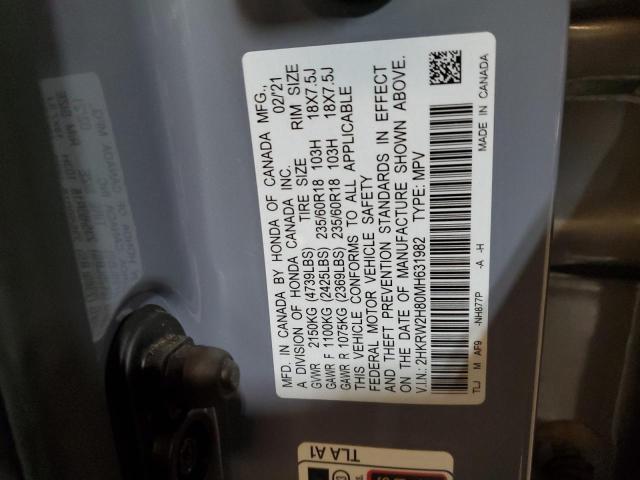 MFD. IN CANADA BY HONDA OF CANADA MFG.,
A DIVISION OF HONDA CANADA INC. 02/21
TIRE SIZE RIM SIZE
GVWR 2150KG (4739LBS)
GAWR F 1100KG (2425LBS) 235/60R18 103H 18X7.5J
GAWR R 1075KG (2369LBS) 235/60R18 103H 18X7.5J
THIS VEHICLE CONFORMS TO ALL APPLICABLE
FEDERAL MOTOR VEHICLE SAFETY
AND THEFT PREVENTION STANDARDS IN EFFECT
ON THE DATE OF MANUFACTURE SHOWN ABOVE.
V.I.N: 2HKRW2H80MH631982 TYPE: MPV
TLJ M AF9 -NH877P -A -H MADE IN CANADA
TLA A1